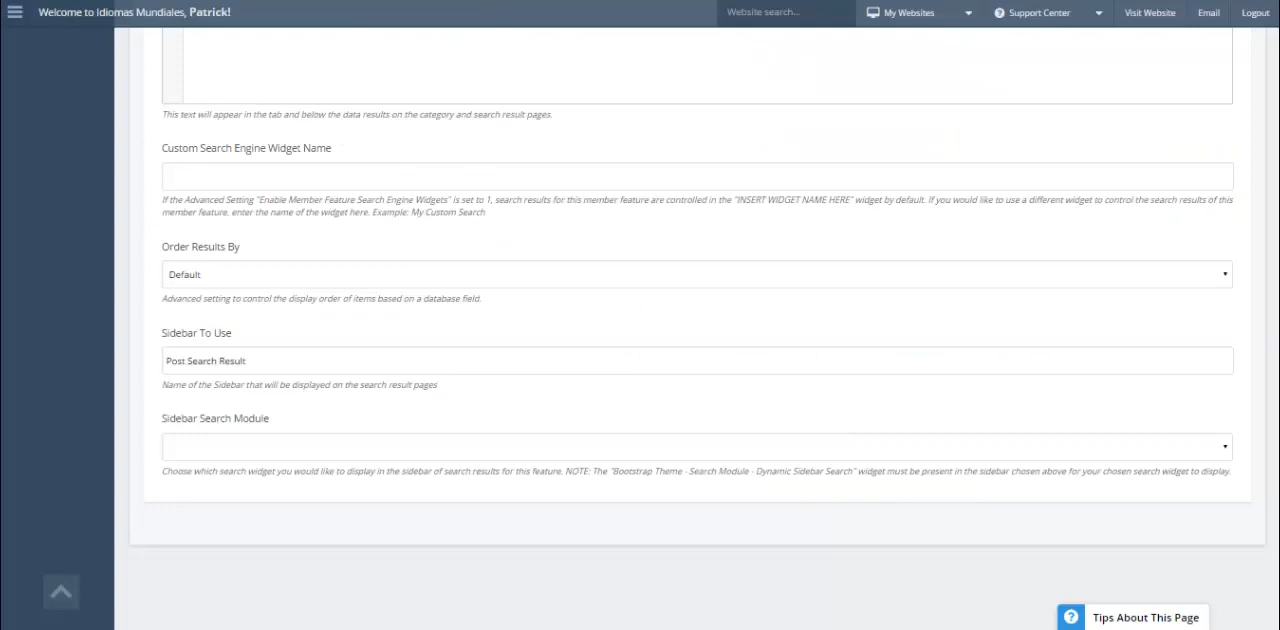 Welcome to Idiomas Mundiales, Patrick!
Website search...
My Websites
Support Center
Visit Website
Email
Logout
This text will appear in the tab and below the data results on the category and search result pages.
Custom Search Engine Widget Name
If the Advanced Setting "Enable Member Feature Search Engine Widgets" is set to 1, search results for this member feature are controlled in the "INSERT WIDGET NAME HERE" widget by default. If you would like to use a different widget to control the search results of this
member feature, enter the name of the widget here. Example: My Custom Search
Order Results By
Default
Advanced setting to control the display order of items based on a database field.
Sidebar To Use
Post Search Result
Name of the Sidebar that will be displayed on the search result pages
Sidebar Search Module
Choose which search widget you would like to display in the sidebar of search results for this feature. NOTE: The "Bootstrap Theme - Search Module - Dynamic Sidebar Search" widget must be present in the sidebar chosen above for your chosen search widget to display.
Tips About This Page